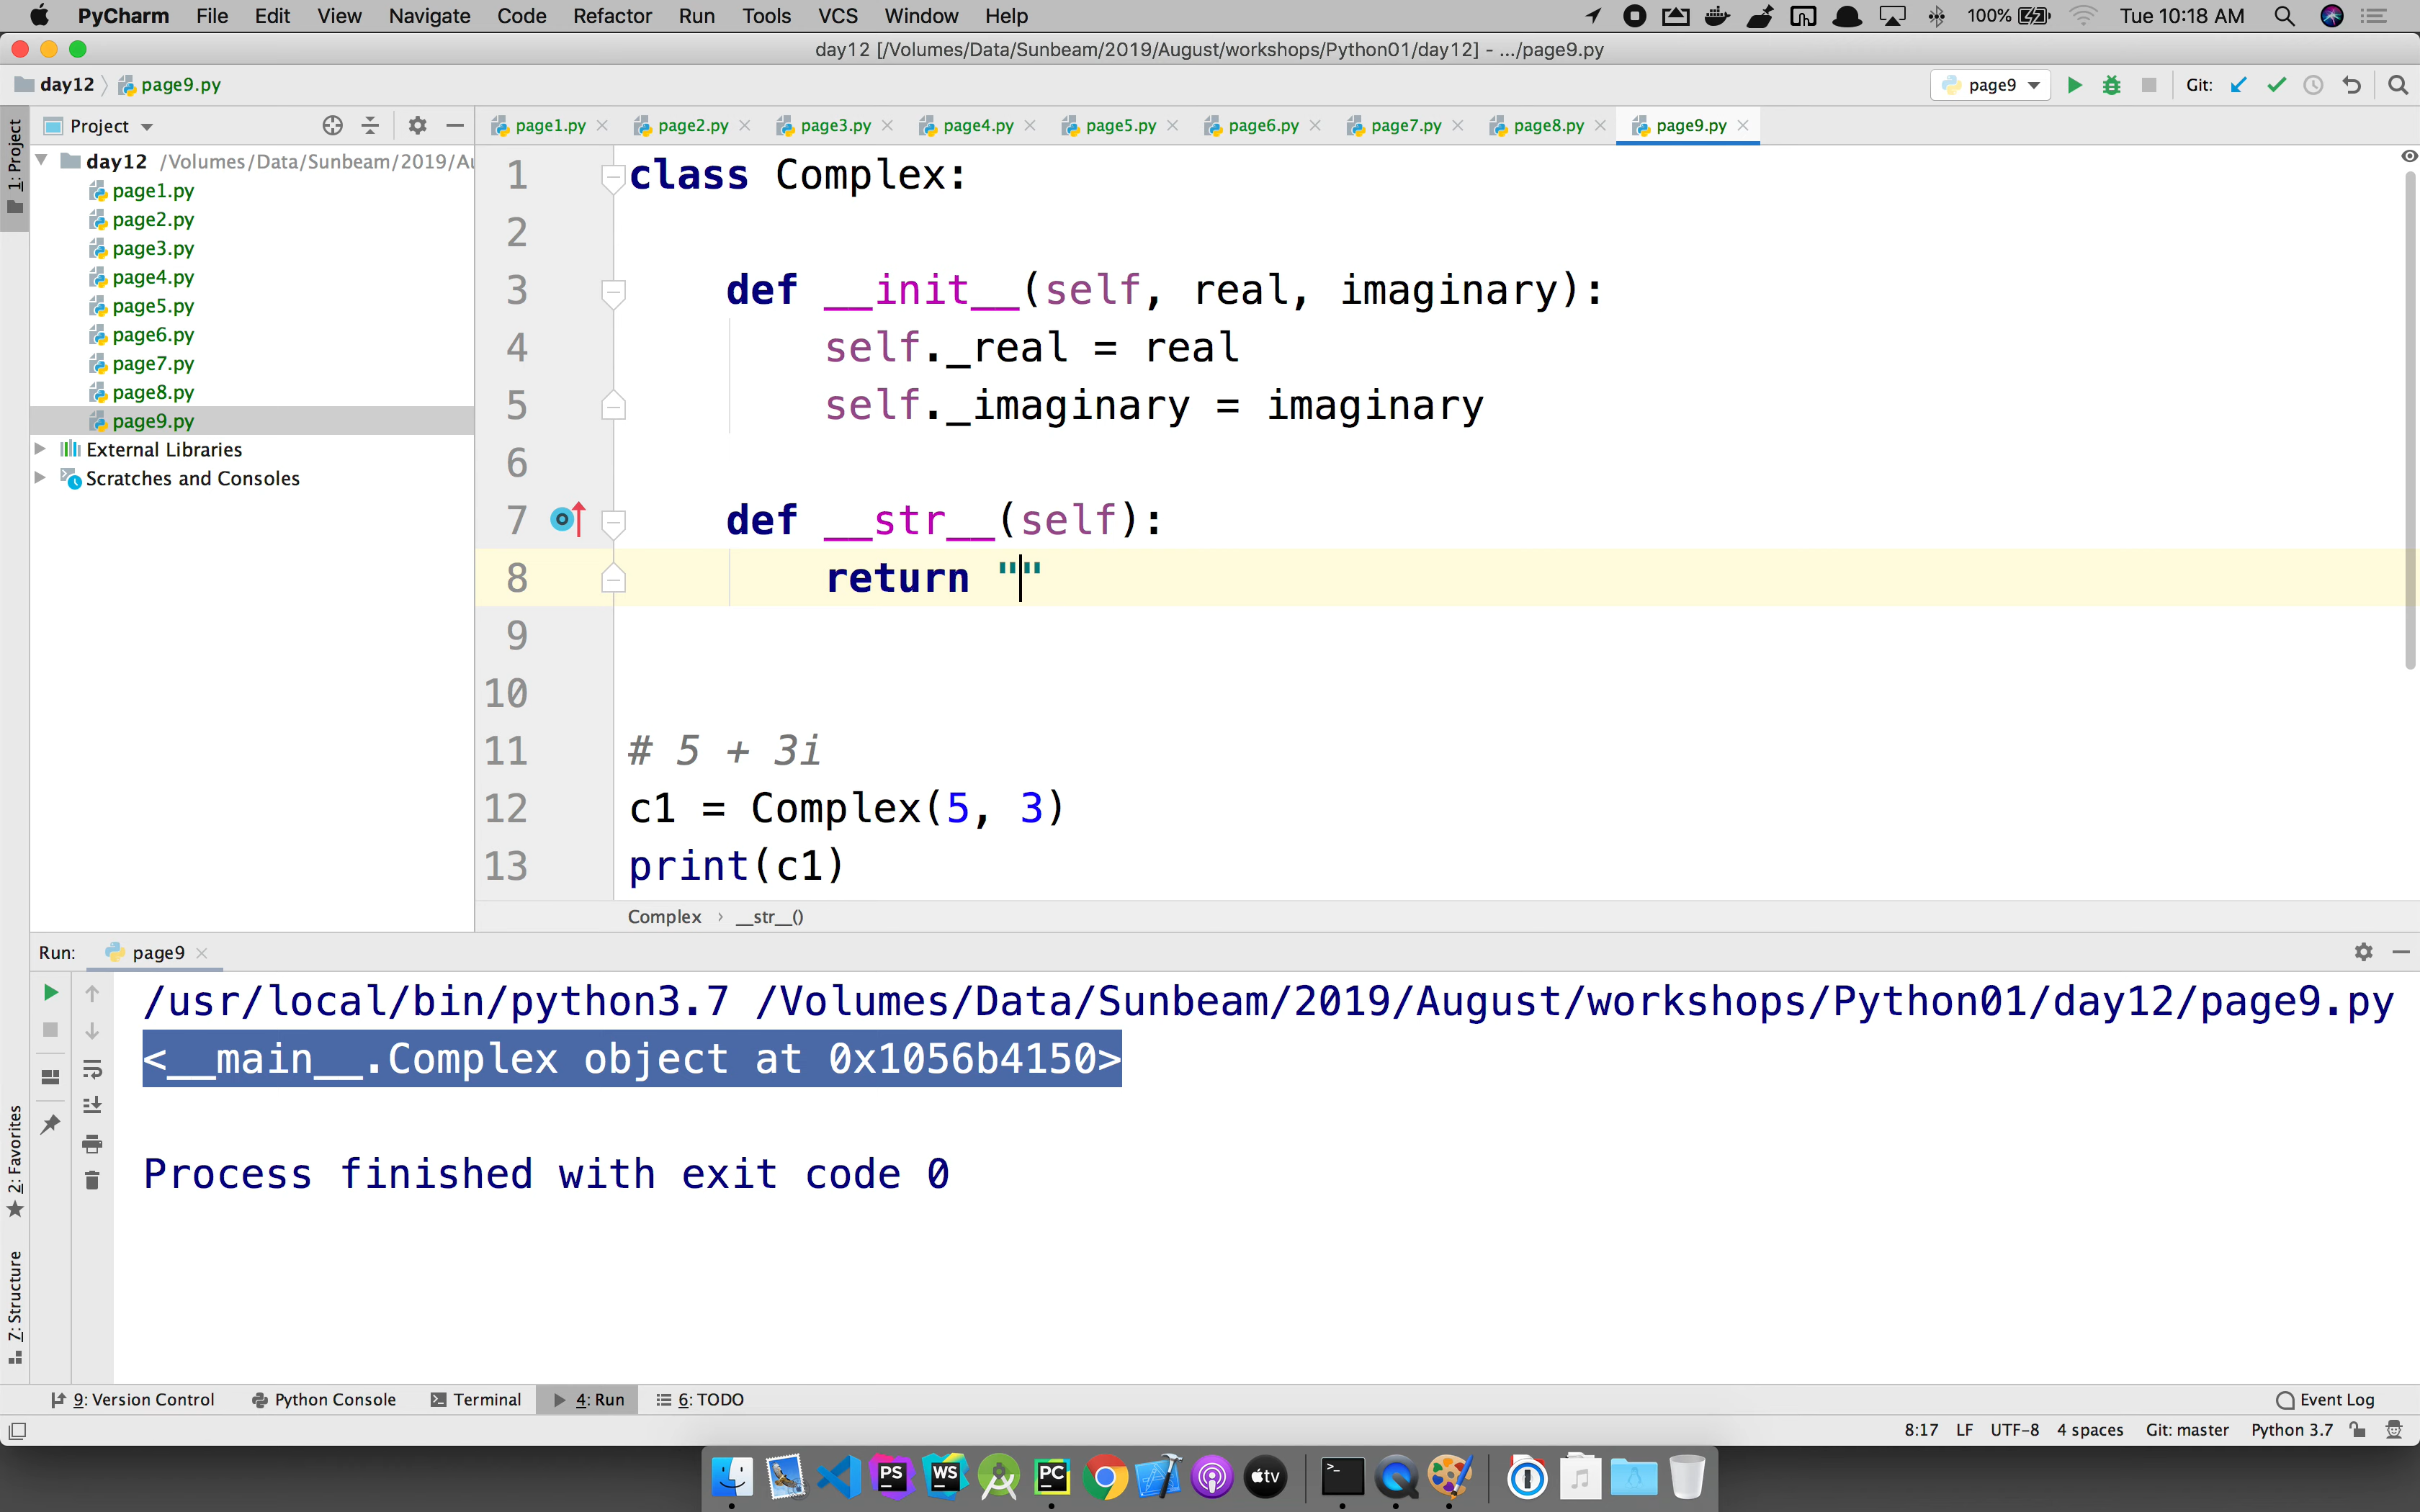 PyCharm File Edit View Navigate Code Refactor Run Tools VCS Window Help 100% Tue 10:18 AM
day12 [/Volumes/Data/Sunbeam/2019/August/workshops/Python01/day12] - .../page9.py
day12 page9.py page9 Git:
1: Project
Project
page1.py page2.py page3.py page4.py page5.py page6.py page7.py page8.py page9.py
day12 /Volumes/Data/Sunbeam/2019/Au
page1.py
page2.py
page3.py
page4.py
page5.py
page6.py
page7.py
page8.py
page9.py
External Libraries
Scratches and Consoles
1 class Complex:
2
3 def __init__(self, real, imaginary):
4 self._real = real
5 self._imaginary = imaginary
6
7 def __str__(self):
8 return ""
9
10
11 # 5 + 3i
12 c1 = Complex(5, 3)
13 print(c1)
Complex › __str__()
Run: page9
/usr/local/bin/python3.7 /Volumes/Data/Sunbeam/2019/August/workshops/Python01/day12/page9.py
<__main__.Complex object at 0x1056b4150>
Process finished with exit code 0
2: Favorites
7: Structure
9: Version Control Python Console Terminal 4: Run 6: TODO Event Log
8:17 LF UTF-8 4 spaces Git: master Python 3.7
PS WS PC tv